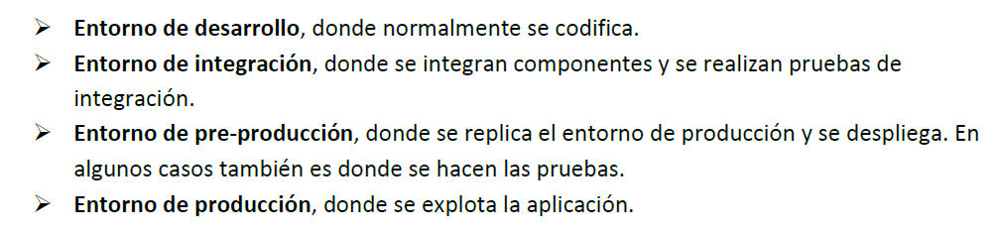 ➢ Entorno de desarrollo, donde normalmente se codifica.
➢ Entorno de integración, donde se integran componentes y se realizan pruebas de
integración.
➢ Entorno de pre-producción, donde se replica el entorno de producción y se despliega. En
algunos casos también es donde se hacen las pruebas.
➢ Entorno de producción, donde se explota la aplicación.